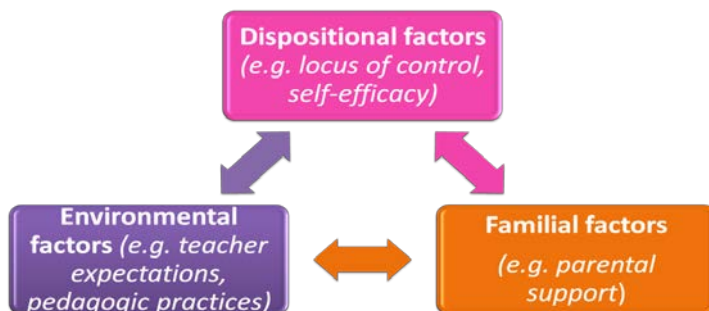 Dispositional factors
(e.g. locus of control,
self-efficacy)
Environmental
factors (e.g. teacher
expectations,
pedagogic practices)
Familial factors
(e.g. parental
support)